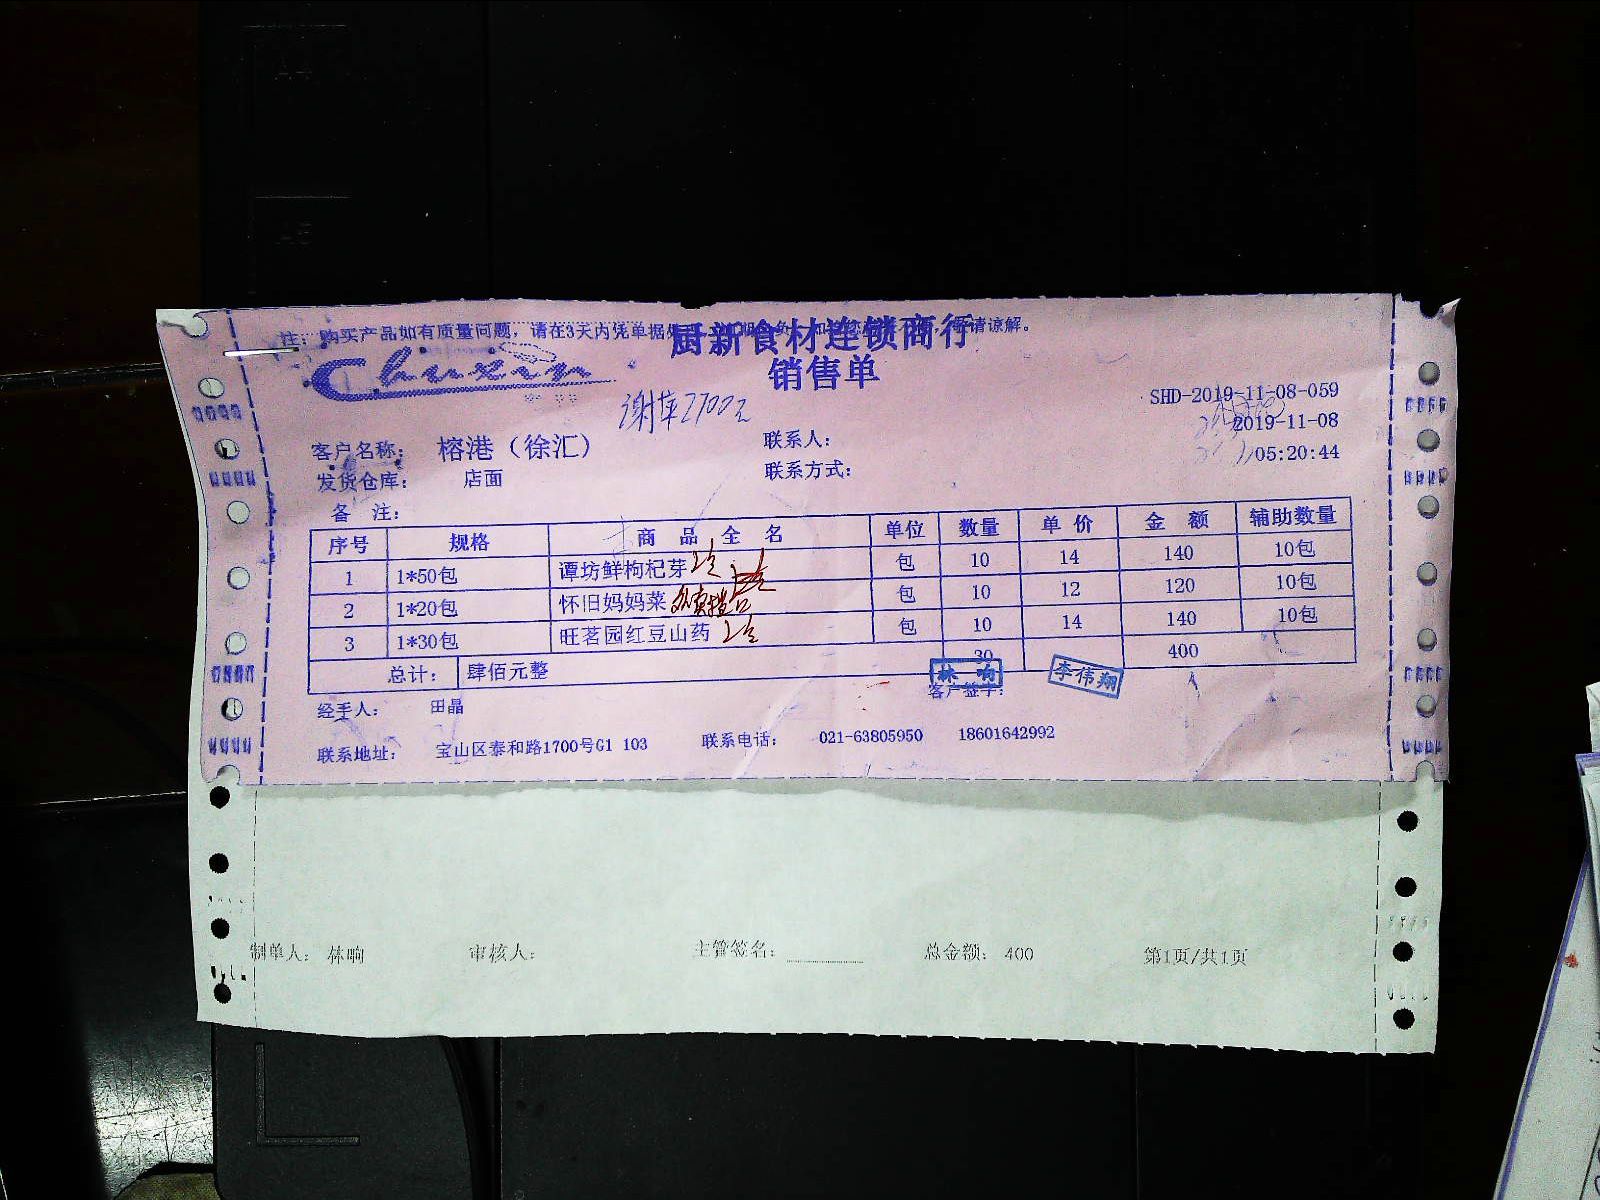 注：购买产品如有质量问题，请在3天内凭单据 请谅解。
厨新食材连锁商行
Chuxin
销售单
SHD-2019-11-08-059
2019-11-08
05:20:44
客户名称： 榕港（徐汇） 联系人：
发货仓库： 店面 联系方式：
备 注：
序号 规格 商 品 全 名 单位 数量 单 价 金 额 辅助数量
1 1*50包 谭坊鲜枸杞芽 包 10 14 140 10包
2 1*20包 怀旧妈妈菜 包 10 12 120 10包
3 1*30包 旺茗园红豆山药 包 10 14 140 10包
总计： 肆佰元整 30 400
林响 李伟翔
经手人： 田晶 客户签字：
联系地址： 宝山区泰和路1700号G1 103 联系电话： 021-63805950 18601642992
制单人： 林响 审核人： 主管签名： 总金额： 400 第1页/共1页